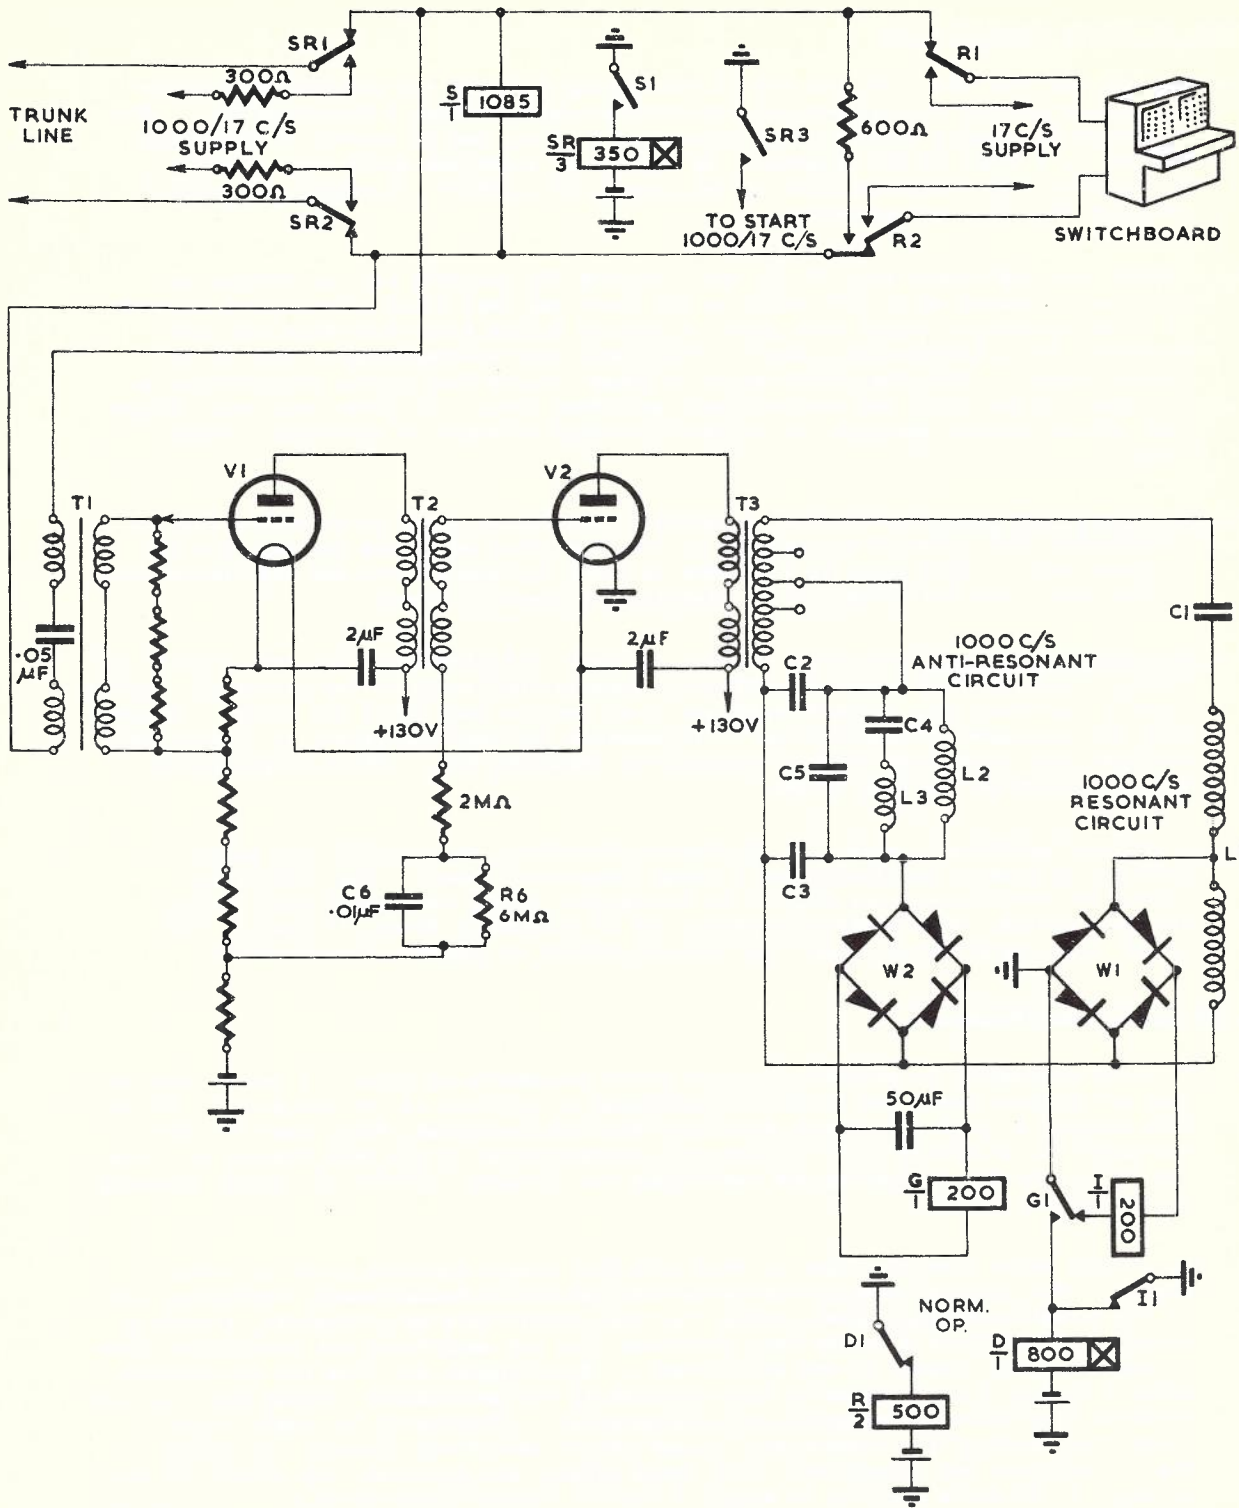 SR1
300Ω
TRUNK
LINE
1000/17 C/S
SUPPLY
300Ω
SR2
S
1
1085
S1
SR
3
350
SR3
TO START
1000/17 C/S
600Ω
R1
17 C/S
SUPPLY
R2
SWITCHBOARD
T1
V1
T2
V2
T3
.05
μF
2μF
+130V
2μF
+130V
C2
1000 C/S
ANTI-RESONANT
CIRCUIT
C1
C4
C5
L3
L2
1000 C/S
RESONANT
CIRCUIT
L
2MΩ
C3
C6
.01μF
R6
6MΩ
W2
W1
50μF
G
1
200
G1
I
1
200
I1
NORM.
OP.
D1
D
1
800
R
2
500